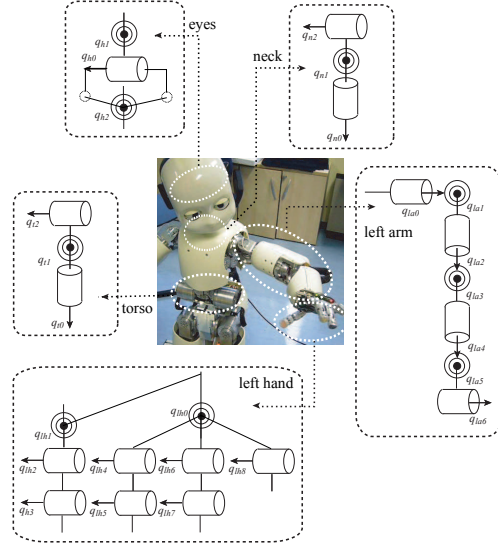 eyes
q_h1
q_h0
q_h2
neck
q_n2
q_n1
q_n0
q_t2
q_t1
q_t0
torso
q_la0
q_la1
left arm
q_la2
q_la3
q_la4
q_la5
q_la6
left hand
q_lh0
q_lh1
q_lh2
q_lh4
q_lh6
q_lh8
q_h3
q_lh5
q_lh7